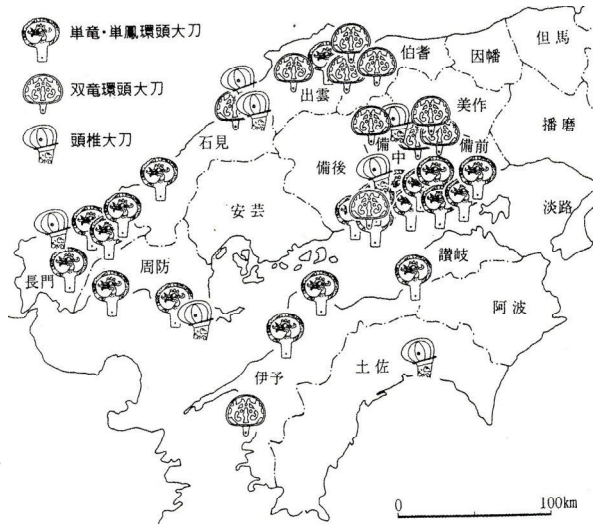 単竜・単鳳環頭大刀
双竜環頭大刀
頭椎大刀
但馬
因幡
伯耆
出雲
美作
播磨
石見
備後
備中
備前
安芸
淡路
讃岐
周防
長門
阿波
土佐
伊予
0 100km